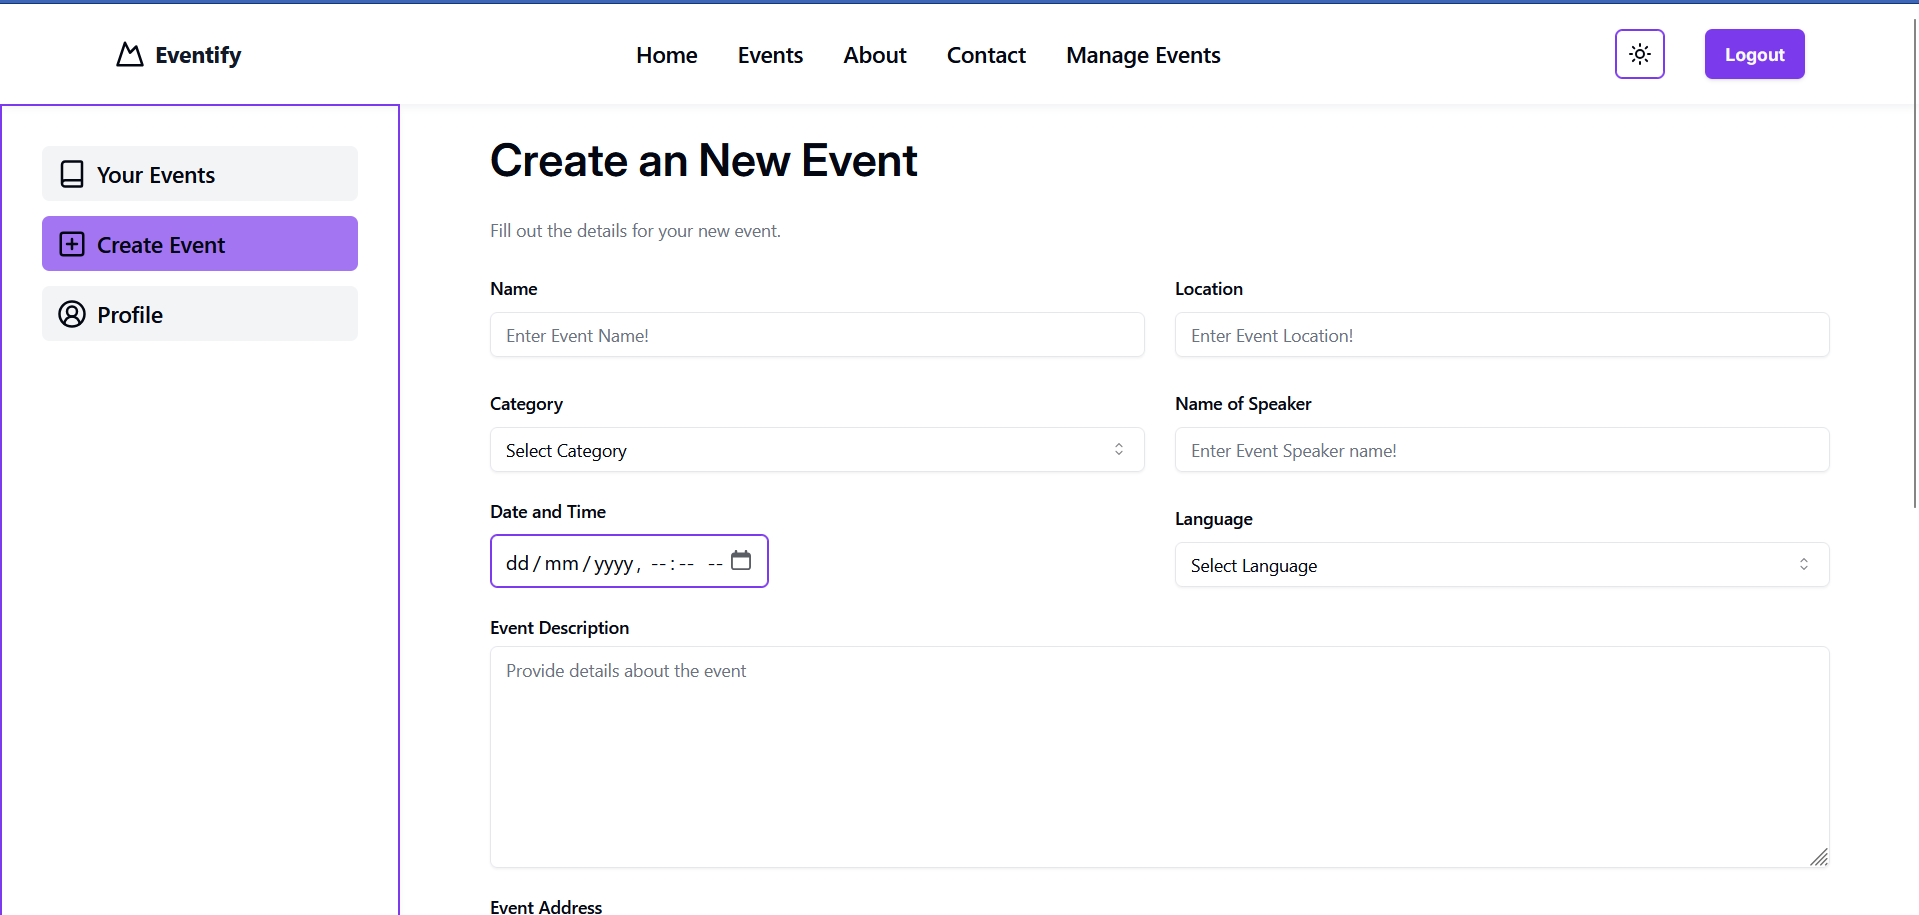 Eventify
Home Events About Contact Manage Events
Logout
Your Events
Create Event
Profile
Create an New Event
Fill out the details for your new event.
Name
Enter Event Name!
Location
Enter Event Location!
Category
Select Category
Name of Speaker
Enter Event Speaker name!
Date and Time
dd/mm/yyyy, --:-- --
Language
Select Language
Event Description
Provide details about the event
Event Address